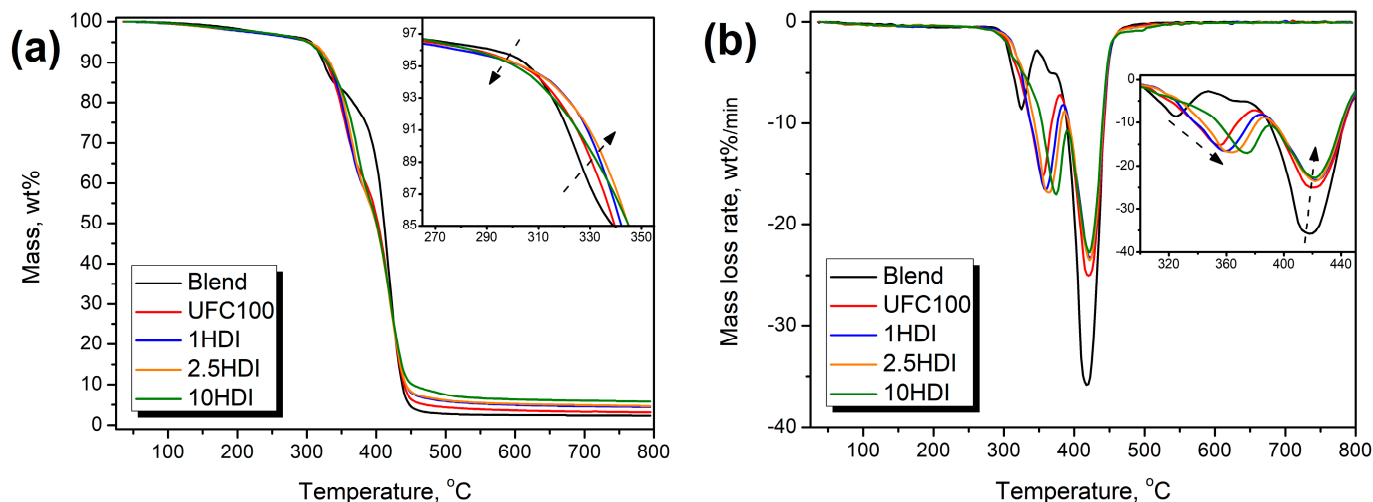 (a)
Mass, wt%
100
90
80
70
60
50
40
30
20
10
0
97
95
93
91
89
87
85
270
290
310
330
350
Blend
UFC100
1HDI
2.5HDI
10HDI
100 200 300 400 500 600 700 800
Temperature, °C
(b)
Mass loss rate, wt%/min
0
-10
-20
-30
-40
0
-10
-20
-30
-40
320 360 400 440
Blend
UFC100
1HDI
2.5HDI
10HDI
100 200 300 400 500 600 700 800
Temperature, °C